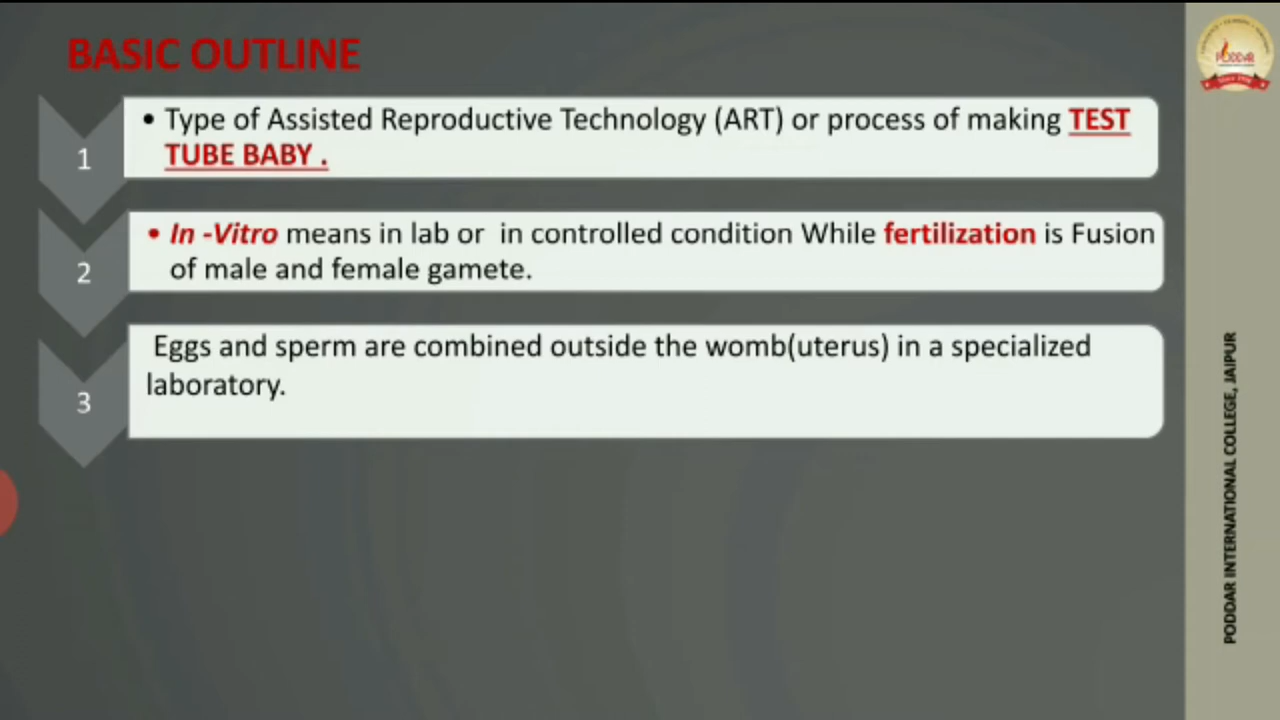 BASIC OUTLINE
1
• Type of Assisted Reproductive Technology (ART) or process of making TEST
TUBE BABY .
2
• In -Vitro means in lab or in controlled condition While fertilization is Fusion
of male and female gamete.
3
Eggs and sperm are combined outside the womb(uterus) in a specialized
laboratory.
PODDAR
PODDAR INTERNATIONAL COLLEGE, JAIPUR